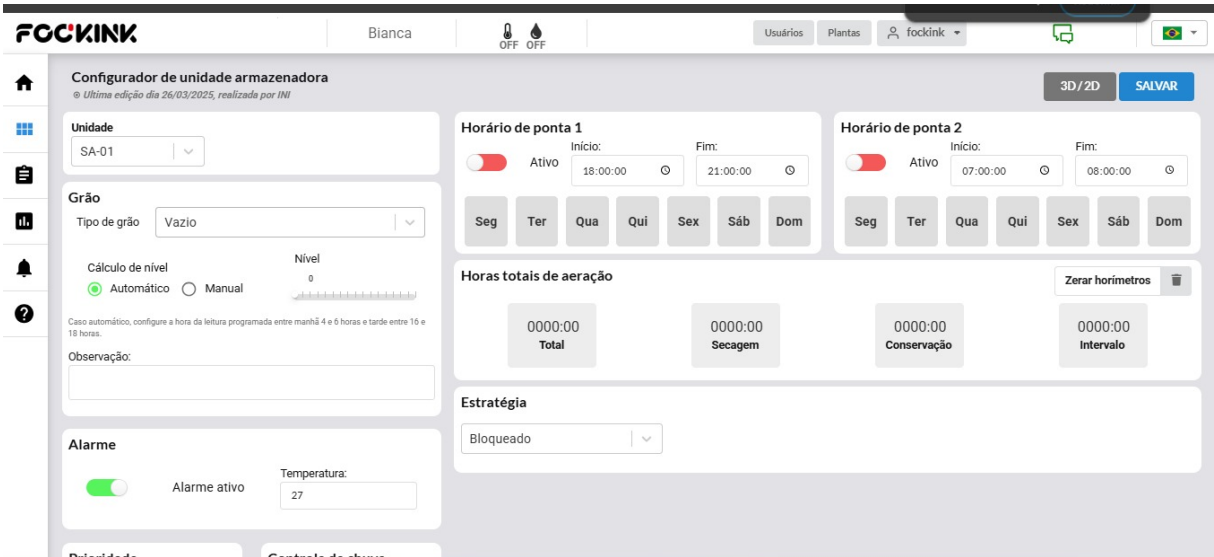 FOCKINK
Bianca
OFF OFF
Usuários
Plantas
fockink
Configurador de unidade armazenadora
Ultima edição dia 26/03/2025, realizada por INI
3D/2D
SALVAR
Unidade
SA-01
Grão
Tipo de grão
Vazio
Cálculo de nível
Automático
Manual
Nível
0
Caso automático, configure a hora da leitura programada entre manhã 4 e 6 horas e tarde entre 16 e
18 horas.
Observação:
Alarme
Alarme ativo
Temperatura:
27
Horário de ponta 1
Ativo
Início:
18:00:00
Fim:
21:00:00
Seg Ter Qua Qui Sex Sáb Dom
Horário de ponta 2
Ativo
Início:
07:00:00
Fim:
08:00:00
Seg Ter Qua Qui Sex Sáb Dom
Horas totais de aeração
Zerar horímetros
0000:00
Total
0000:00
Secagem
0000:00
Conservação
0000:00
Intervalo
Estratégia
Bloqueado